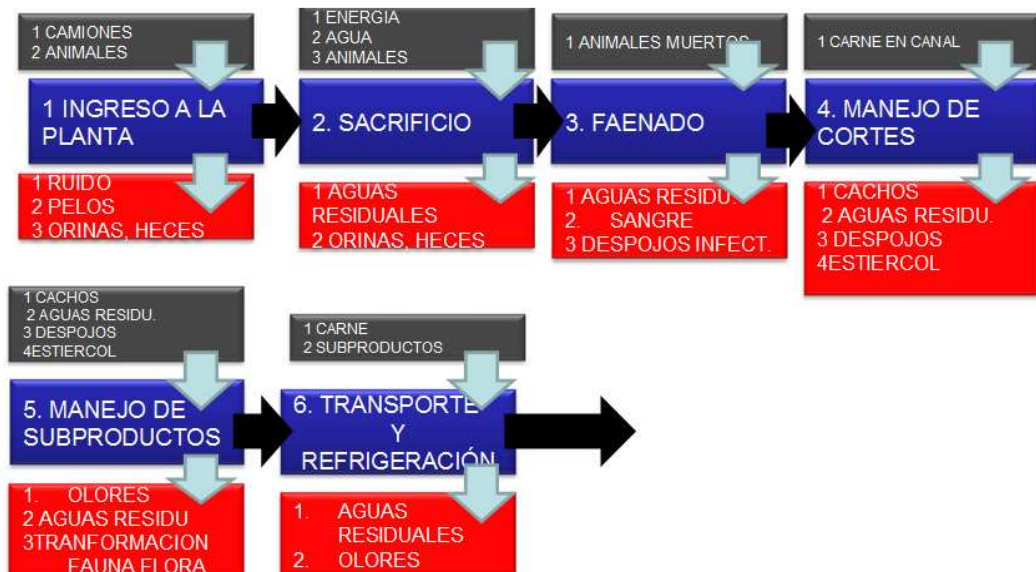 1 CAMIONES
2 ANIMALES
1 ENERGIA
2 AGUA
3 ANIMALES
1 ANIMALES MUERTOS
1 CARNE EN CANAL
1 INGRESO A LA
PLANTA
2. SACRIFICIO
3. FAENADO
4. MANEJO DE
CORTES
1 RUIDO
2 PELOS
3 ORINAS, HECES
1 AGUAS
RESIDUALES
2 ORINAS, HECES
1 AGUAS RESIDU.
2. SANGRE
3 DESPOJOS INFECT.
1 CACHOS
2 AGUAS RESIDU.
3 DESPOJOS
4ESTIERCOL
1 CACHOS
2 AGUAS RESIDU.
3 DESPOJOS
4ESTIERCOL
1 CARNE
2 SUBPRODUCTOS
5. MANEJO DE
SUBPRODUCTOS
6. TRANSPORTE
Y
REFRIGERACIÓN
1. OLORES
2 AGUAS RESIDU
3TRANFORMACION
FAUNA FLORA
1. AGUAS
RESIDUALES
2. OLORES